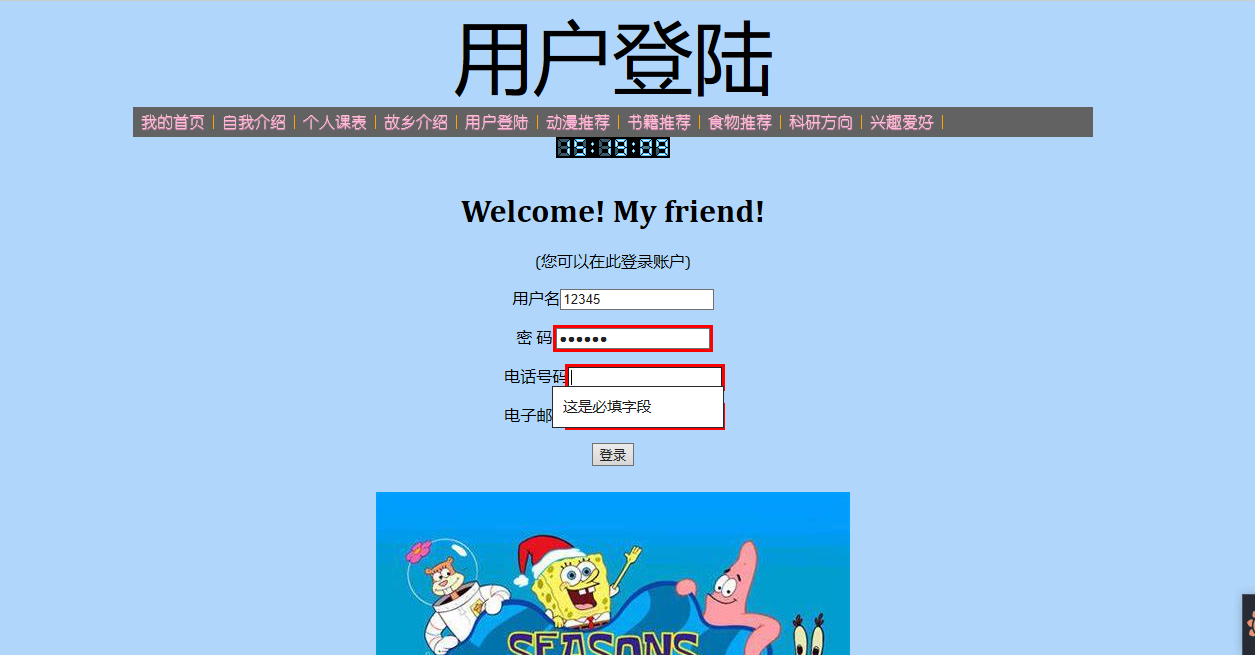 用户登陆
我的首页 | 自我介绍 | 个人课表 | 故乡介绍 | 用户登陆 | 动漫推荐 | 书籍推荐 | 食物推荐 | 科研方向 | 兴趣爱好 |
Welcome! My friend!
(您可以在此登录账户)
用户名 12345
密 码 ••••••
电话号码
这是必填字段
电子邮
登录
SEASONS